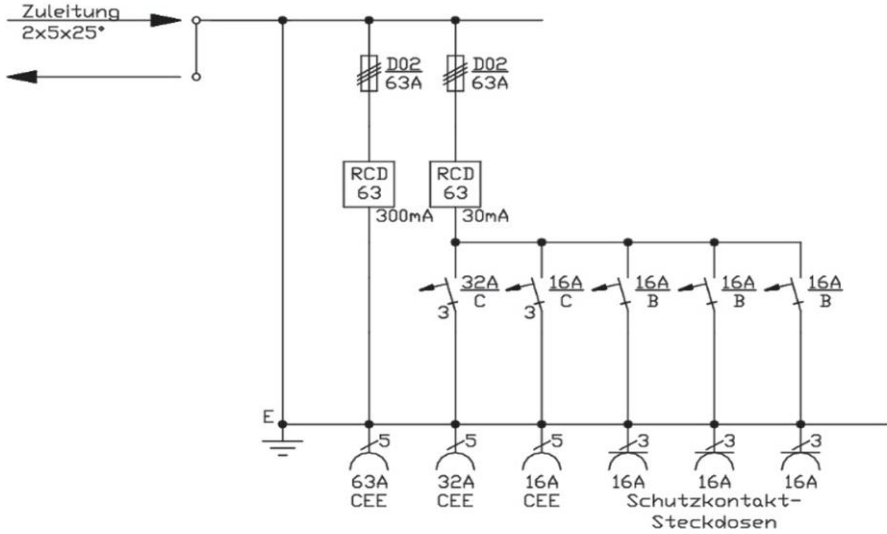 Zuleitung
2x5x25°
D02
63A
D02
63A
RCD
63
300mA
RCD
63
30mA
32A
C
3
16A
C
3
16A
B
16A
B
16A
B
E
5
5
5
3
3
3
63A
CEE
32A
CEE
16A
CEE
16A
16A
16A
Schutzkontakt-
Steckdosen